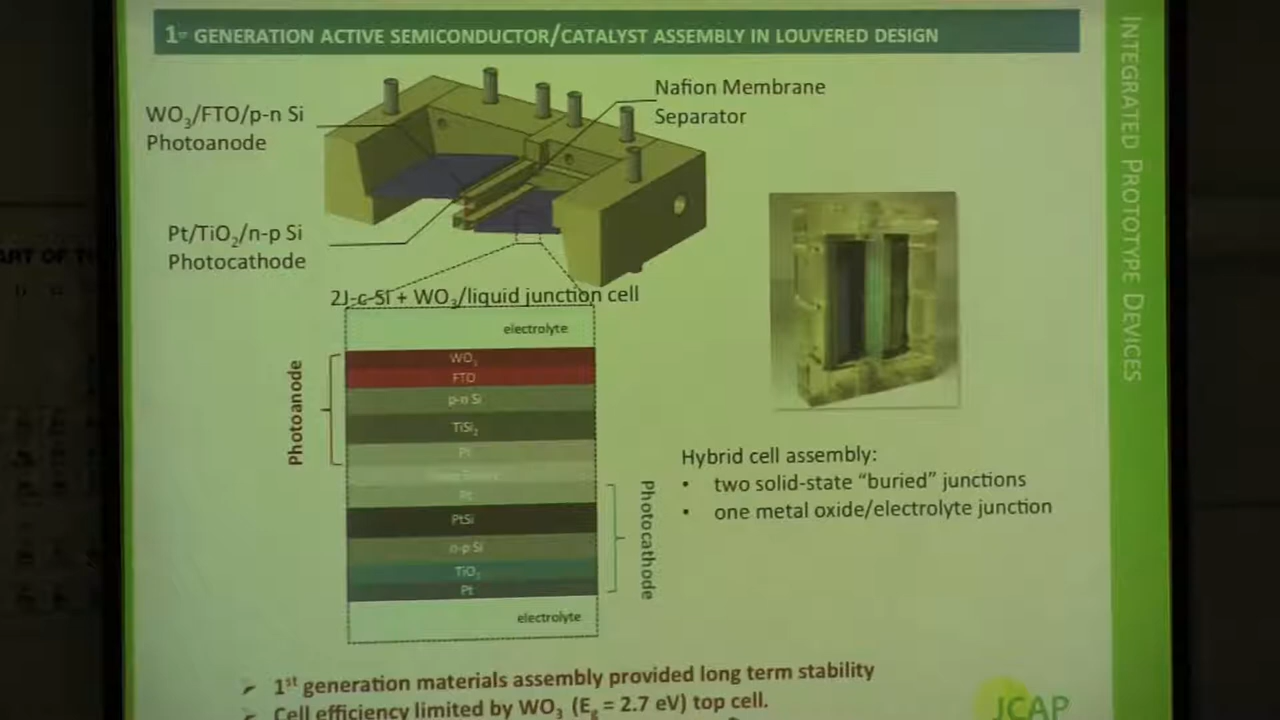 1st GENERATION ACTIVE SEMICONDUCTOR/CATALYST ASSEMBLY IN LOUVERED DESIGN
INTEGRATED PROTOTYPE DEVICES
WO3/FTO/p-n Si
Photoanode
Nafion Membrane
Separator
Pt/TiO2/n-p Si
Photocathode
2J-c-Si + WO3/liquid junction cell
electrolyte
WO3
FTO
p-n Si
TiSi2
Pt
Pt
PtSi
n-p Si
TiO2
Pt
electrolyte
Photoanode
Photocathode
Hybrid cell assembly:
• two solid-state “buried” junctions
• one metal oxide/electrolyte junction
➢ 1st generation materials assembly provided long term stability
➢ Cell efficiency limited by WO3 (Eg = 2.7 eV) top cell.
JCAP
ART OF